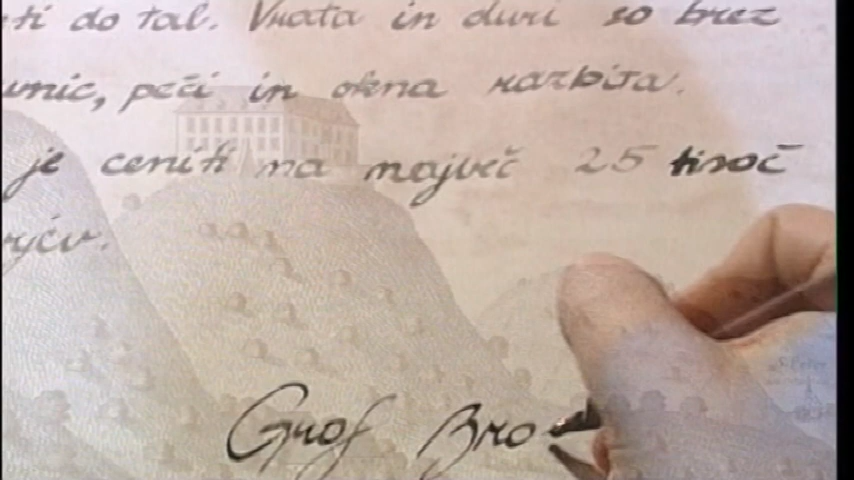 ti do tal. Vrata in duri so brez
unic, peči in okna razbita.
je ceniti na največ 25 tisoč
Grof Bro